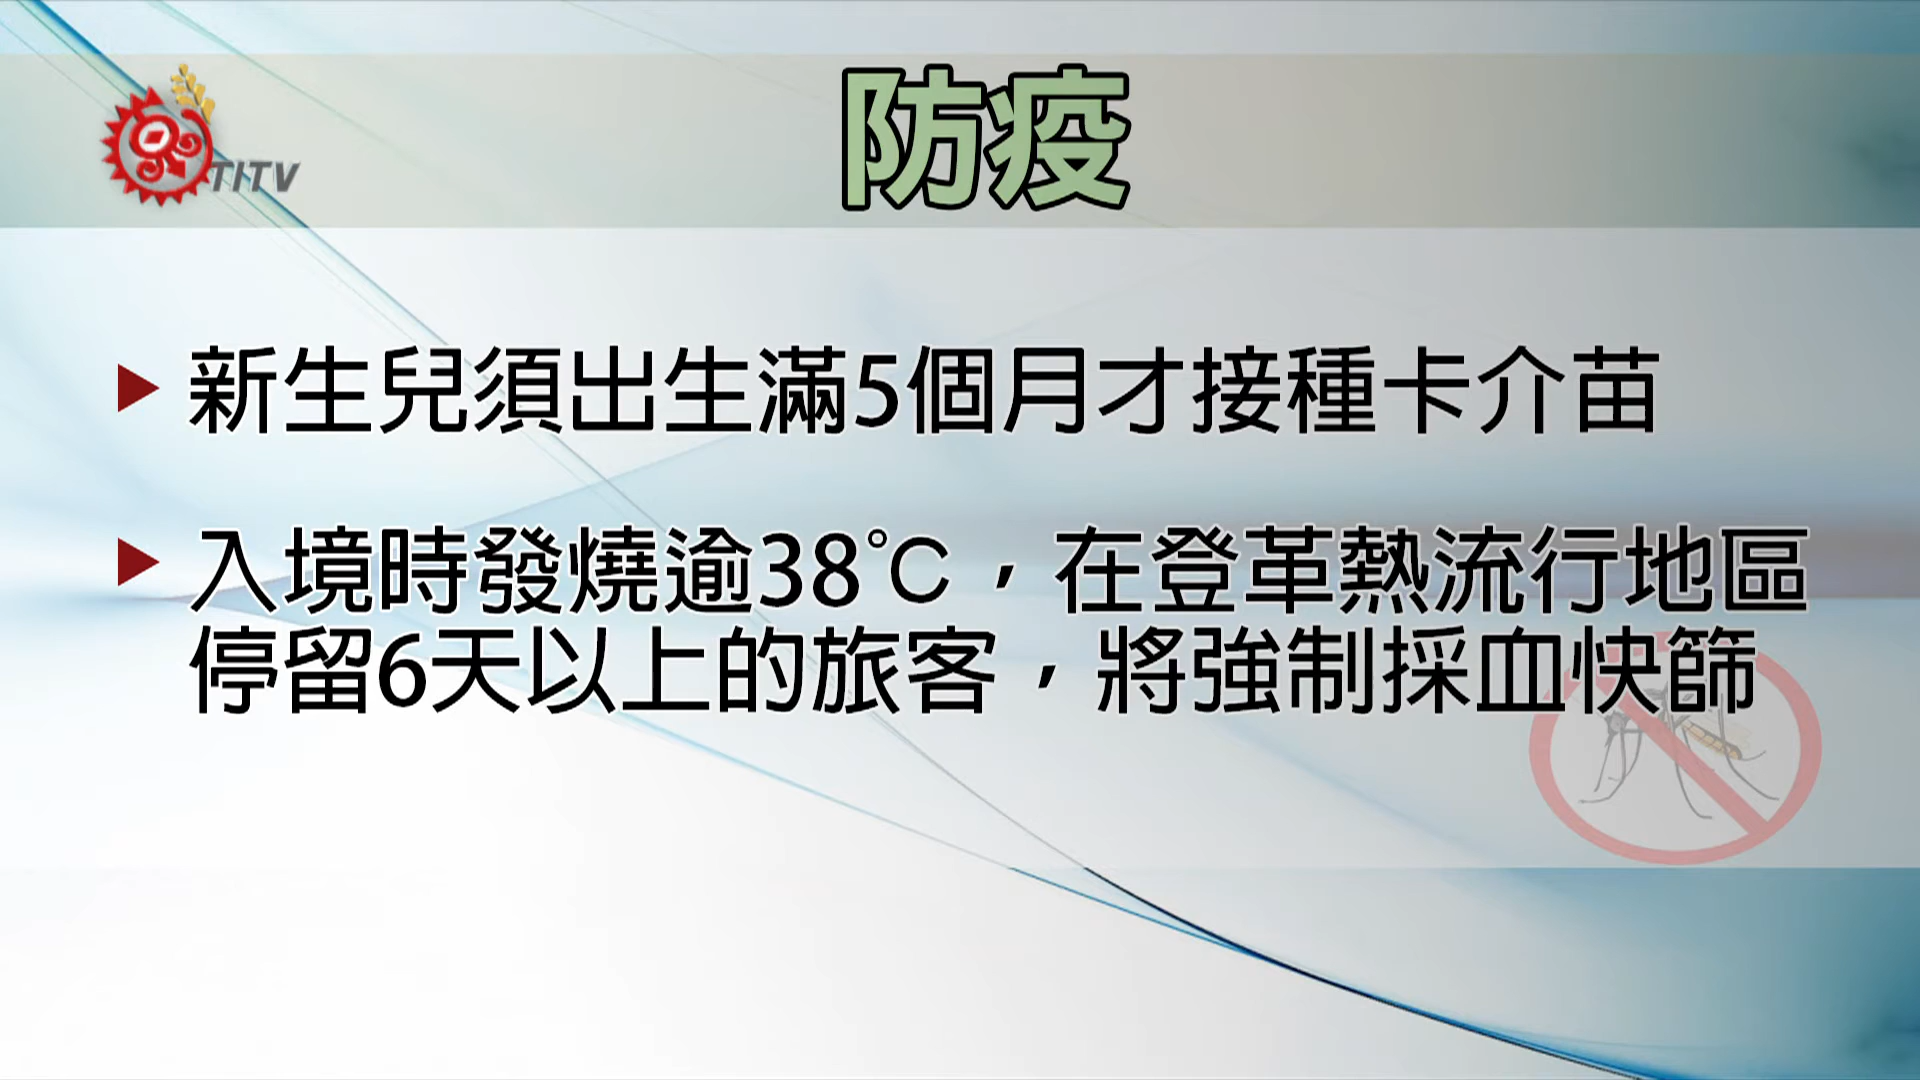 防疫
TITV
新生兒須出生滿5個月才接種卡介苗
入境時發燒逾38℃,在登革熱流行地區
停留6天以上的旅客,將強制採血快篩